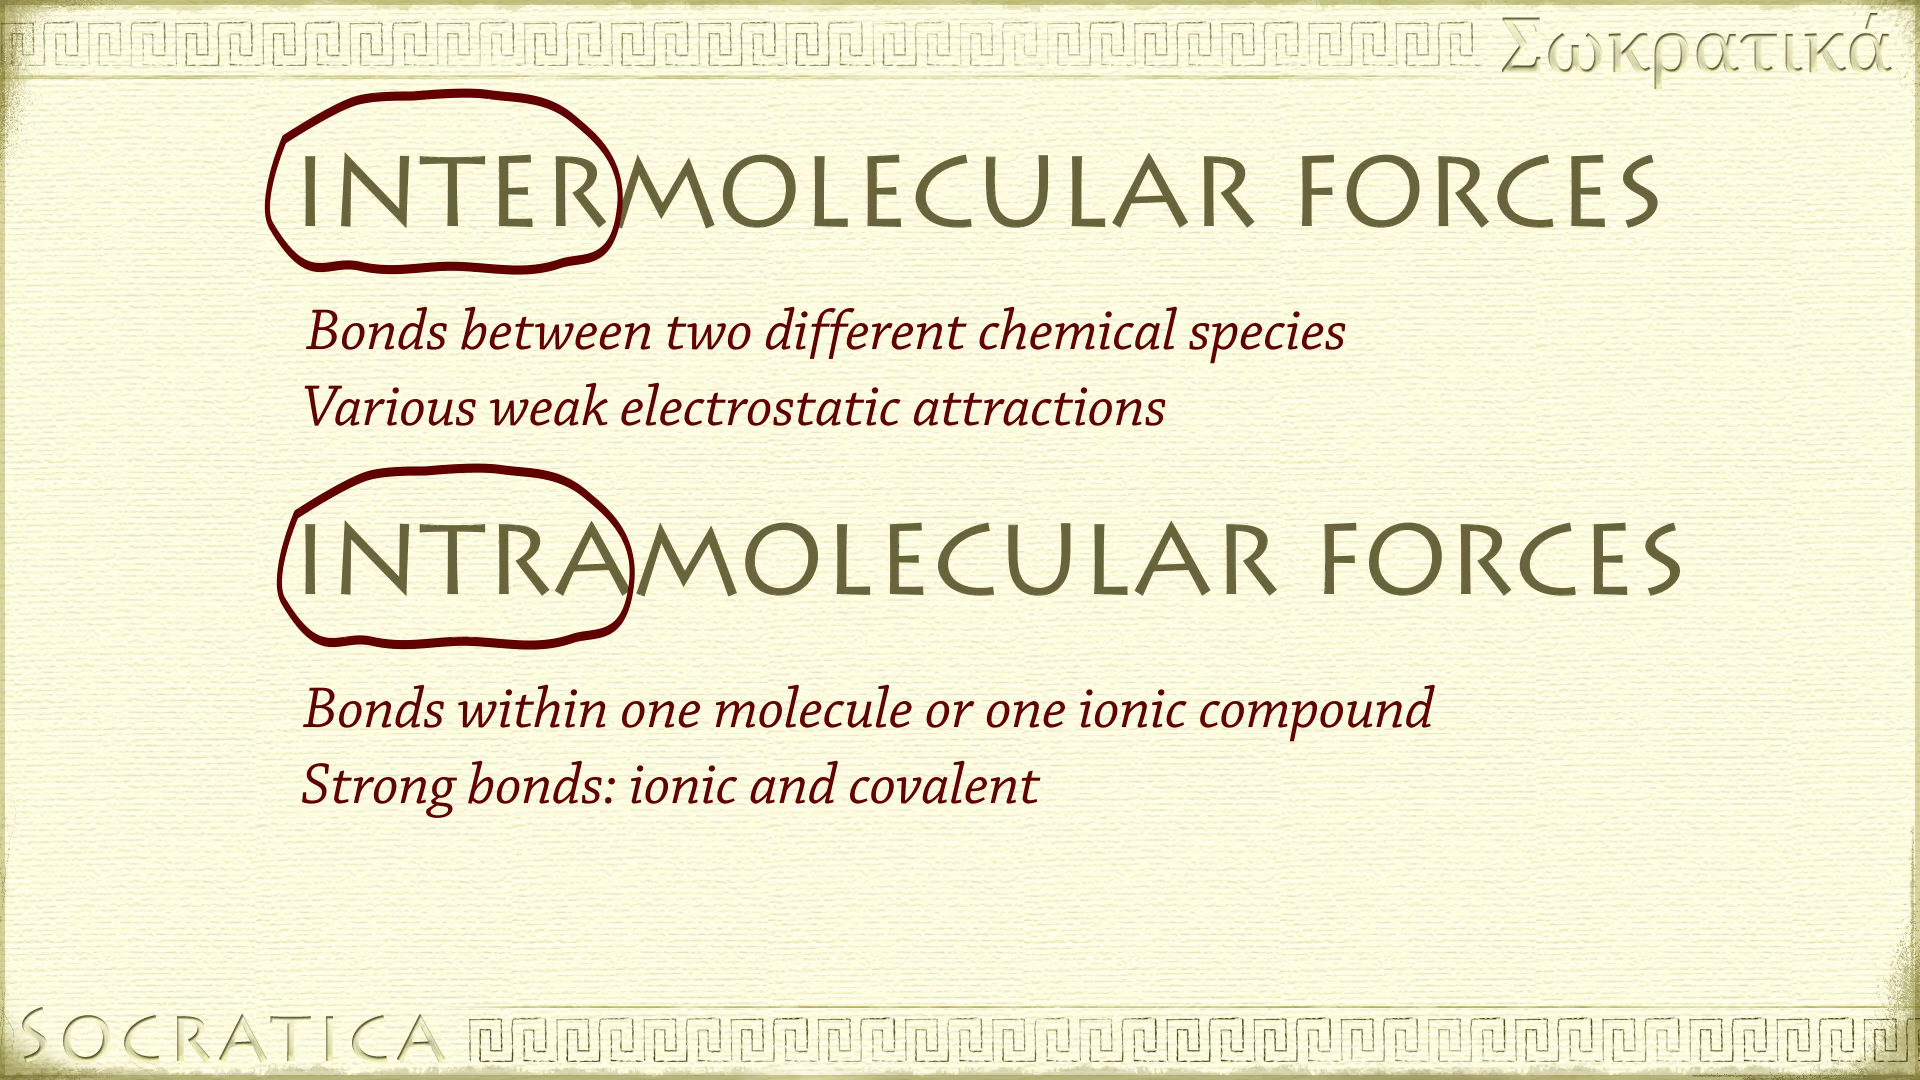 Σωκρατικά
INTERMOLECULAR FORCES
Bonds between two different chemical species
Various weak electrostatic attractions
INTRAMOLECULAR FORCES
Bonds within one molecule or one ionic compound
Strong bonds: ionic and covalent
SOCRATICA